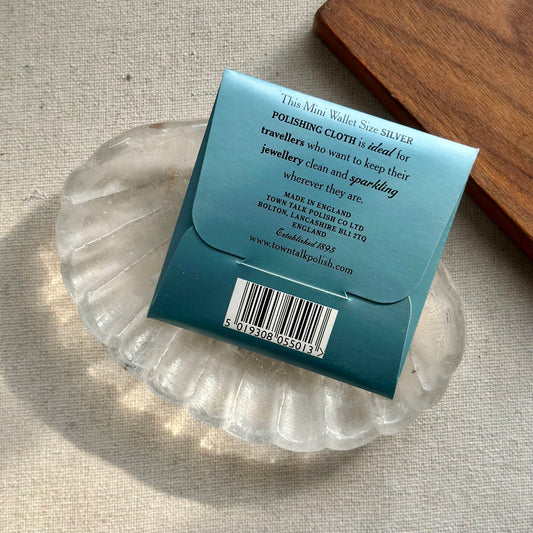 This Mini Wallet Size SILVER
POLISHING CLOTH is ideal for
travellers who want to keep their
jewellery clean and sparkling
wherever they are.
MADE IN ENGLAND
TOWN TALK POLISH CO LTD
BOLTON, LANCASHIRE BL1 2TQ
ENGLAND
Established 1895
www.towntalkpolish.com
5 019308 055013 >